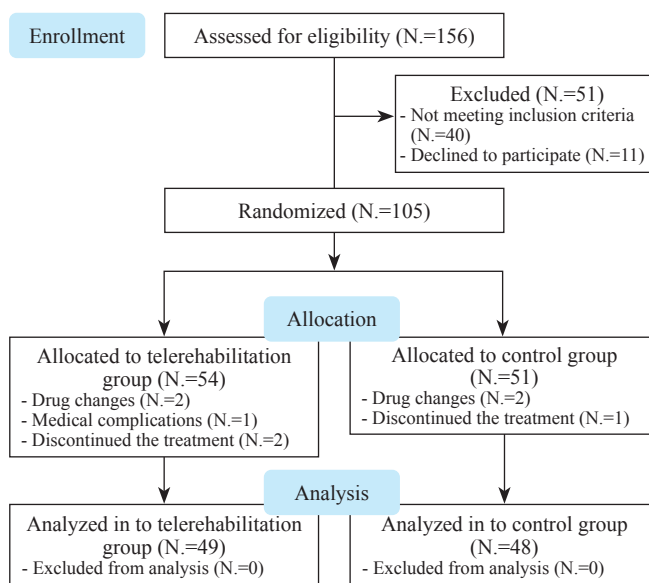 Enrollment
Assessed for eligibility (N.=156)
Excluded (N.=51)
- Not meeting inclusion criteria
(N.=40)
- Declined to participate (N.=11)
Randomized (N.=105)
Allocation
Allocated to telerehabilitation
group (N.=54)
- Drug changes (N.=2)
- Medical complications (N.=1)
- Discontinued the treatment (N.=2)
Allocated to control group
(N.=51)
- Drug changes (N.=2)
- Discontinued the treatment (N.=1)
Analysis
Analyzed in to telerehabilitation
group (N.=49)
- Excluded from analysis (N.=0)
Analyzed in to control group
(N.=48)
- Excluded from analysis (N.=0)